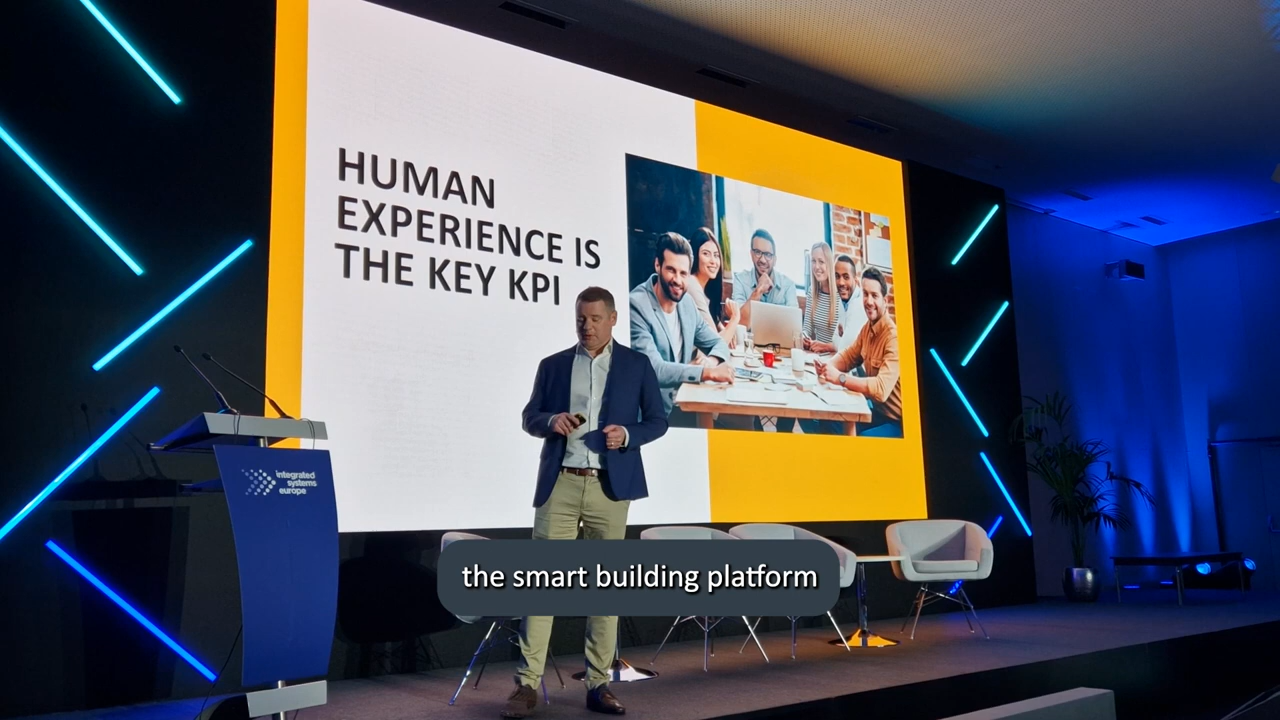 HUMAN
EXPERIENCE IS
THE KEY KPI
integrated
systems
europe
the smart building platform